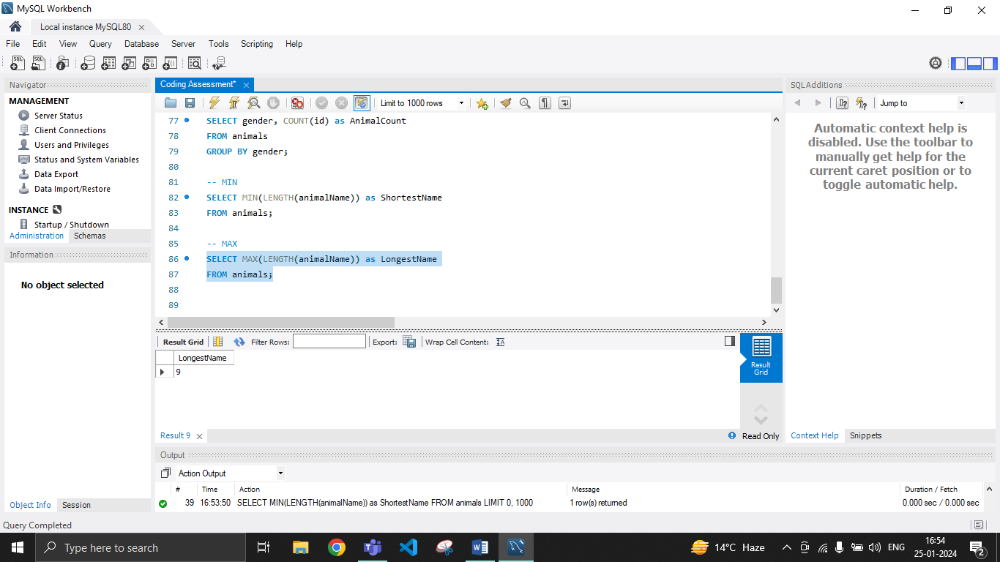 MySQL Workbench
Local instance MySQL80
File Edit View Query Database Server Tools Scripting Help
Navigator
MANAGEMENT
Server Status
Client Connections
Users and Privileges
Status and System Variables
Data Export
Data Import/Restore
INSTANCE
Startup / Shutdown
Administration Schemas
Information
No object selected
Object Info Session
Coding Assessment*
Limit to 1000 rows
77 SELECT gender, COUNT(id) as AnimalCount
78 FROM animals
79 GROUP BY gender;
80
81 -- MIN
82 SELECT MIN(LENGTH(animalName)) as ShortestName
83 FROM animals;
84
85 -- MAX
86 SELECT MAX(LENGTH(animalName)) as LongestName
87 FROM animals;
88
89
Result Grid Filter Rows: Export: Wrap Cell Content:
LongestName
9
Result
Grid
Result 9 Read Only
SQLAdditions
Jump to
Automatic context help is
disabled. Use the toolbar to
manually get help for the
current caret position or to
toggle automatic help.
Context Help Snippets
Output
Action Output
# Time Action Message Duration / Fetch
39 16:53:50 SELECT MIN(LENGTH(animalName)) as ShortestName FROM animals LIMIT 0, 1000 1 row(s) returned 0.000 sec / 0.000 sec
Query Completed
Type here to search
14°C Haze
ENG
16:54
25-01-2024
2